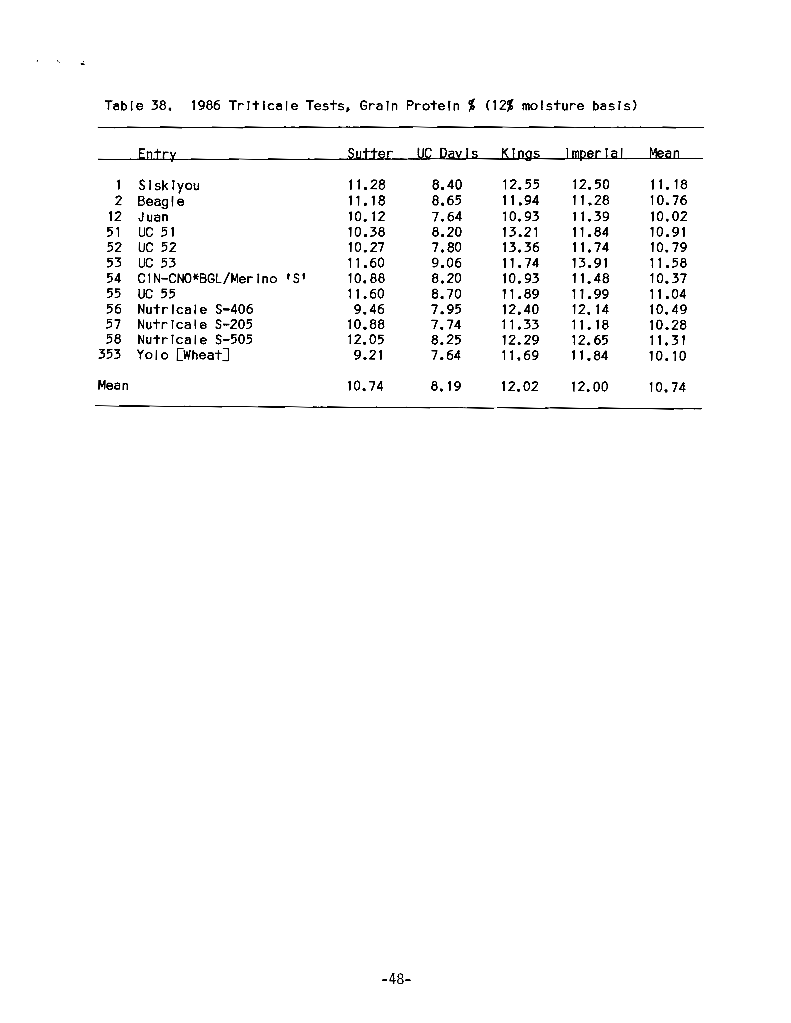 Table 38. 1986 Triticale Tests, Grain Protein % (12% moisture basis)
Entry Sutter UC Davis Kings Imperial Mean
1 Siskiyou 11.28 8.40 12.55 12.50 11.18
2 Beagle 11.18 8.65 11.94 11.28 10.76
12 Juan 10.12 7.64 10.93 11.39 10.02
51 UC 51 10.38 8.20 13.21 11.84 10.91
52 UC 52 10.27 7.80 13.36 11.74 10.79
53 UC 53 11.60 9.06 11.74 13.91 11.58
54 CIN-CNO*BGL/Merino 'S' 10.88 8.20 10.93 11.48 10.37
55 UC 55 11.60 8.70 11.89 11.99 11.04
56 Nutricale S-406 9.46 7.95 12.40 12.14 10.49
57 Nutricale S-205 10.88 7.74 11.33 11.18 10.28
58 Nutricale S-505 12.05 8.25 12.29 12.65 11.31
353 Yolo [Wheat] 9.21 7.64 11.69 11.84 10.10
Mean 10.74 8.19 12.02 12.00 10.74
-48-